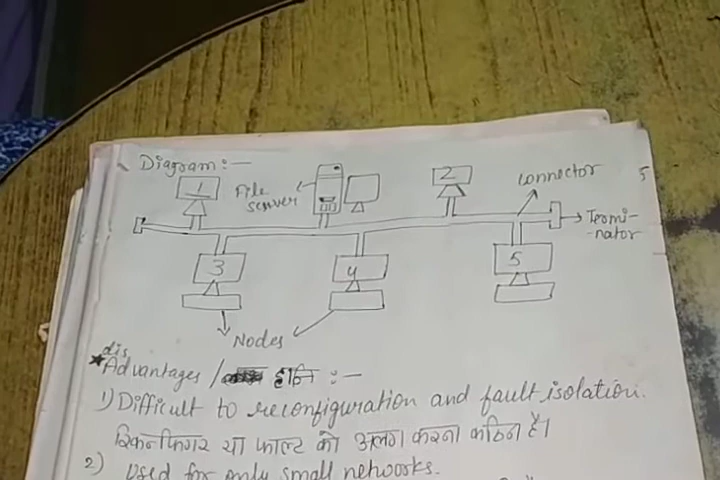 Diagram:-
1
File
server
2
Connector
5
Termi-
nator
3
4
5
Nodes
dis
*Advantages / हानि :-
1) Difficult to reconfiguration and fault isolation.
रिकन्फिगर या फाल्ट को अलग करना कठिन है।
2) Used for only small networks.